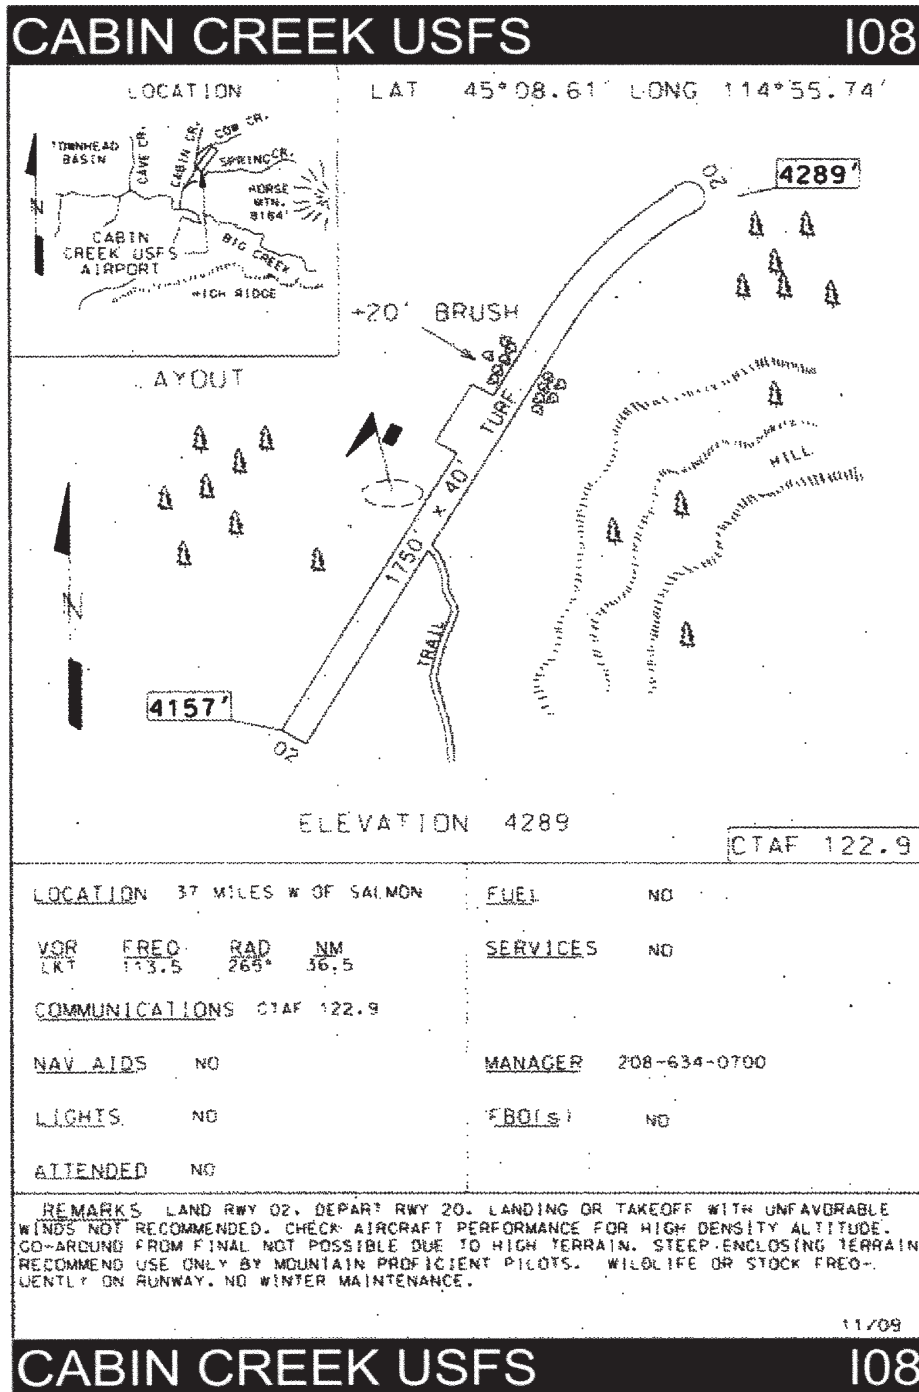 CABIN CREEK USFS I08
LOCATION
LAT 45°08.61' LONG 114°55.74'
TOWNHEAD
BASIN
CAVE CR.
CABIN CR.
COW CR.
SPRING CR.
HORSE
MTN.
8164'
N
CABIN
CREEK USFS
AIRPORT
BIG CREEK
HIGH RIDGE
20
4289'
+20' BRUSH
AYOUT
TURF
HILL
1750' x 40'
N
TRAIL
4157'
02
ELEVATION 4289
CTAF 122.9
LOCATION 37 MILES W OF SALMON
FUEL NO
VOR FREQ RAD NM
LKT 113.5 265° 36.5
SERVICES NO
COMMUNICATIONS CTAF 122.9
NAV AIDS NO
MANAGER 208-634-0700
LIGHTS NO
FBO(s) NO
ATTENDED NO
REMARKS LAND RWY 02, DEPART RWY 20. LANDING OR TAKEOFF WITH UNFAVORABLE
WINDS NOT RECOMMENDED. CHECK AIRCRAFT PERFORMANCE FOR HIGH DENSITY ALTITUDE.
GO-AROUND FROM FINAL NOT POSSIBLE DUE TO HIGH TERRAIN. STEEP ENCLOSING TERRAIN
RECOMMEND USE ONLY BY MOUNTAIN PROFICIENT PILOTS. WILDLIFE OR STOCK FREQ-
UENTLY ON RUNWAY. NO WINTER MAINTENANCE.
11/09
CABIN CREEK USFS I08